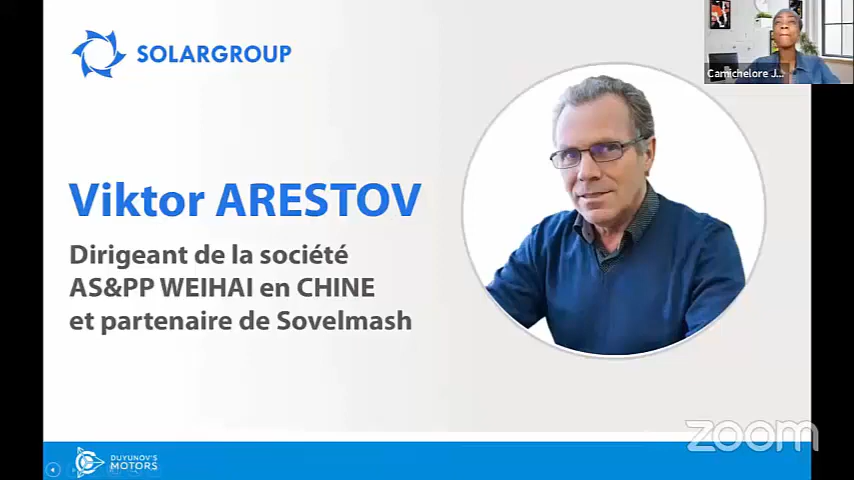 SOLARGROUP
Camichelore J...
Viktor ARESTOV
Dirigeant de la société
AS&PP WEIHAI en CHINE
et partenaire de Sovelmash
zoom
DUYUNOV'S
MOTORS